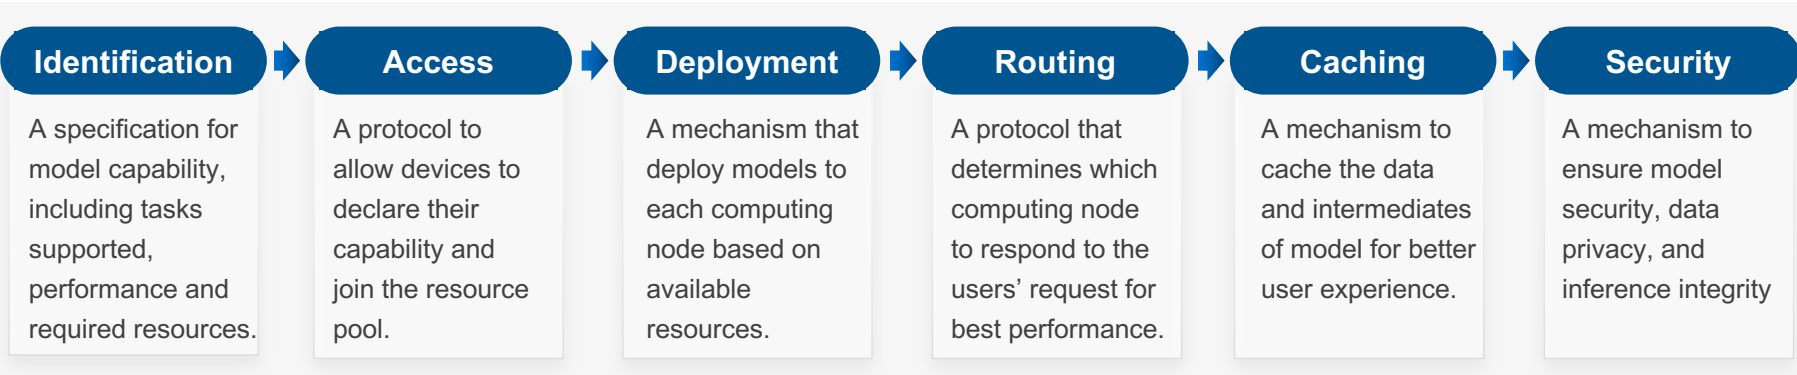 Identification
A specification for
model capability,
including tasks
supported,
performance and
required resources.
Access
A protocol to
allow devices to
declare their
capability and
join the resource
pool.
Deployment
A mechanism that
deploy models to
each computing
node based on
available
resources.
Routing
A protocol that
determines which
computing node
to respond to the
users’ request for
best performance.
Caching
A mechanism to
cache the data
and intermediates
of model for better
user experience.
Security
A mechanism to
ensure model
security, data
privacy, and
inference integrity